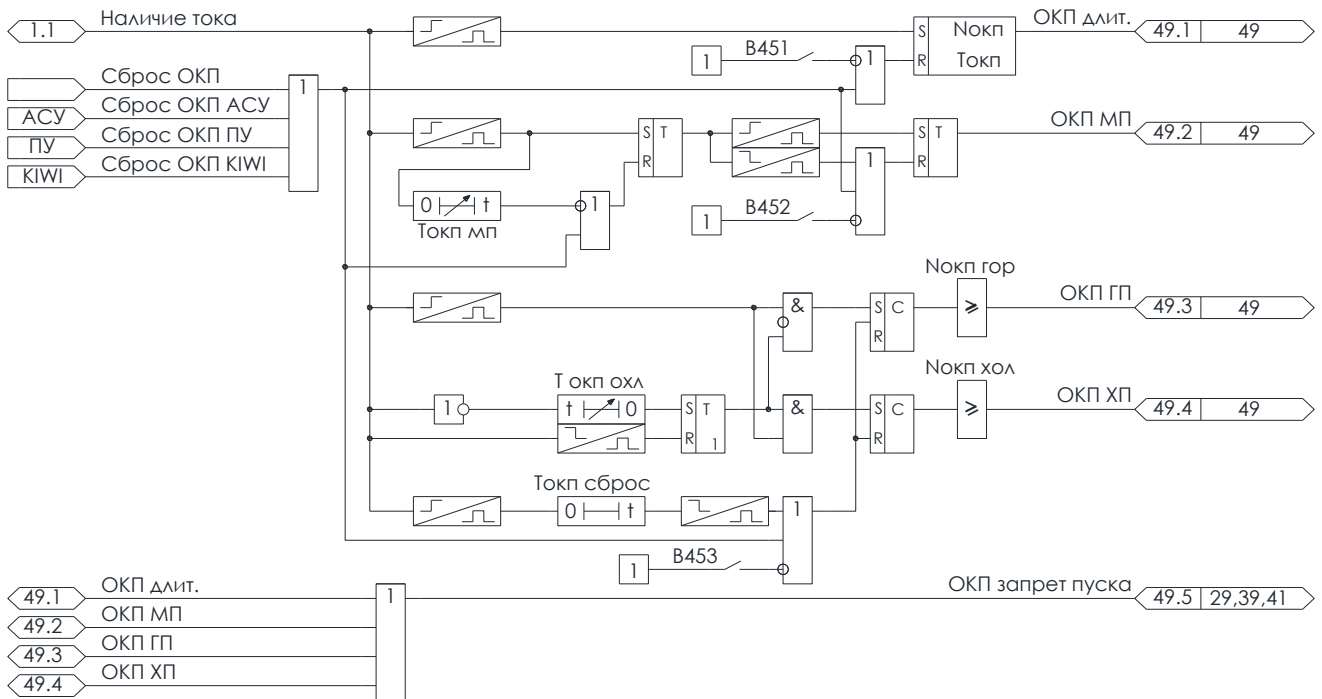 1.1 Наличие тока
S Nокп
R Токп
ОКП длит. 49.1 49
1 B451
1
Сброс ОКП
АСУ Сброс ОКП АСУ
ПУ Сброс ОКП ПУ
KIWI Сброс ОКП KIWI
1
S T
R
S T
R
ОКП МП 49.2 49
0 t
Токп мп
1
1
1 B452
& S C
R
Nокп гор
⩾
ОКП ГП 49.3 49
1
Т окп охл
t 0
S T
R 1
& S C
R
Nокп хол
⩾
ОКП ХП 49.4 49
Токп сброс
0 t
1
1 B453
49.1 ОКП длит.
49.2 ОКП МП
49.3 ОКП ГП
49.4 ОКП ХП
1
ОКП запрет пуска 49.5 29,39,41